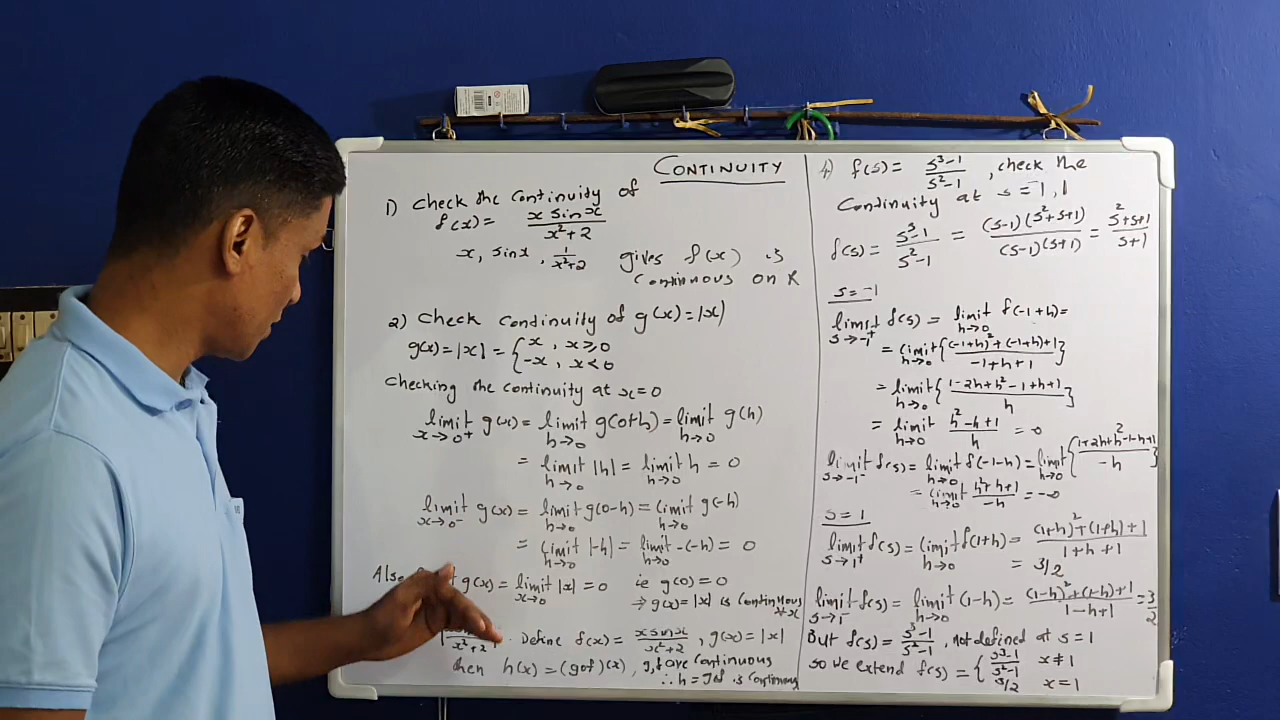 CONTINUITY
1) Check the Continuity of
f(x) = x sin x / x²+2
x, sin x, 1/x²+2 gives f(x) is
Continuous on R
2) Check Continuity of g(x) = |x|
g(x) = |x| = { x, x ≥ 0
-x, x < 0
Checking the continuity at x = 0
limit x→0⁺ g(x) = limit h→0 g(0+h) = limit h→0 g(h)
= limit h→0 |h| = limit h→0 h = 0
limit x→0⁻ g(x) = limit h→0 g(0-h) = limit h→0 g(-h)
= limit h→0 |-h| = limit h→0 -(-h) = 0
Also g(x) = limit x→0 |x| = 0 ie g(0) = 0
⇒ g(x) = |x| is continuous
∀x
x²+2 | . Define f(x) = x sin x / x²+2, g(x) = |x|
then h(x) = (gof)(x), g, f are Continuous
∴ h = gof is Continuous
4) f(s) = s³-1 / s²-1, check the
Continuity at s = -1, 1
f(s) = s³-1 / s²-1 = (s-1)(s²+s+1) / (s-1)(s+1) = s²+s+1 / s+1
s = -1
limit s→-1⁺ f(s) = limit h→0 f(-1+h) =
= limit h→0 { (-1+h)²+(-1+h)+1 / -1+h+1 }
= limit h→0 { 1-2h+h²-1+h+1 / h }
= limit h→0 h²-h+1 / h = ∞
limit s→-1⁻ f(s) = limit h→0 f(-1-h) = limit h→0 { 1+2h+h²-1-h+1 / -h }
= limit h→0 h²+h+1 / -h = -∞
s = 1
limit s→1⁺ f(s) = limit h→0 f(1+h) = (1+h)²+(1+h)+1 / 1+h+1
= 3/2
limit s→1⁻ f(s) = limit h→0 (1-h) = (1-h)²+(1-h)+1 / 1-h+1 = 3/2
But f(s) = s³-1 / s²-1, not defined at s = 1
so we extend f(s) = { s³-1 / s²-1 x ≠ 1
3/2 x = 1